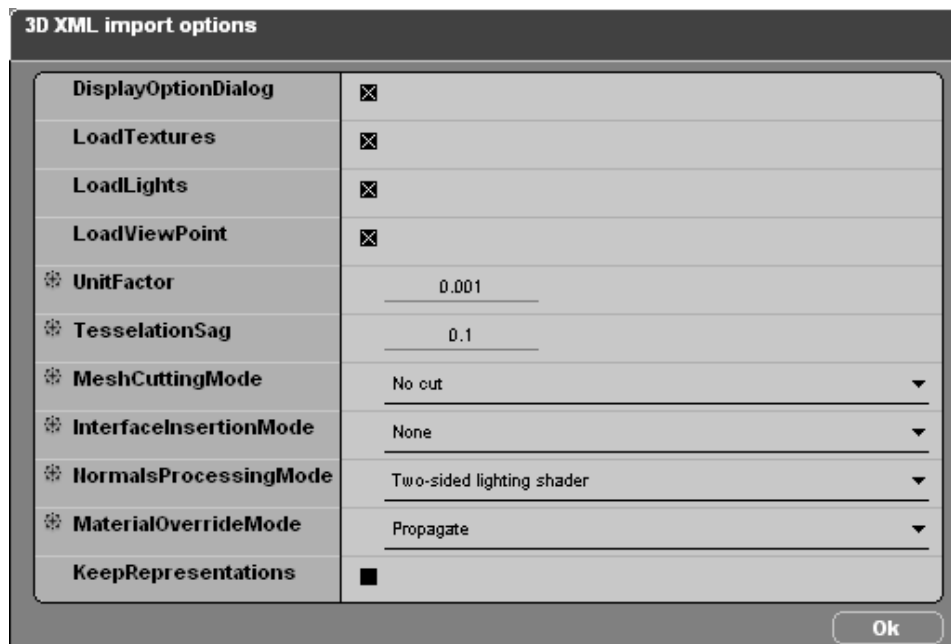 3D XML import options
DisplayOptionDialog
LoadTextures
LoadLights
LoadViewPoint
UnitFactor 0.001
TesselationSag 0.1
MeshCuttingMode No cut
InterfaceInsertionMode None
NormalsProcessingMode Two-sided lighting shader
MaterialOverrideMode Propagate
KeepRepresentations
Ok